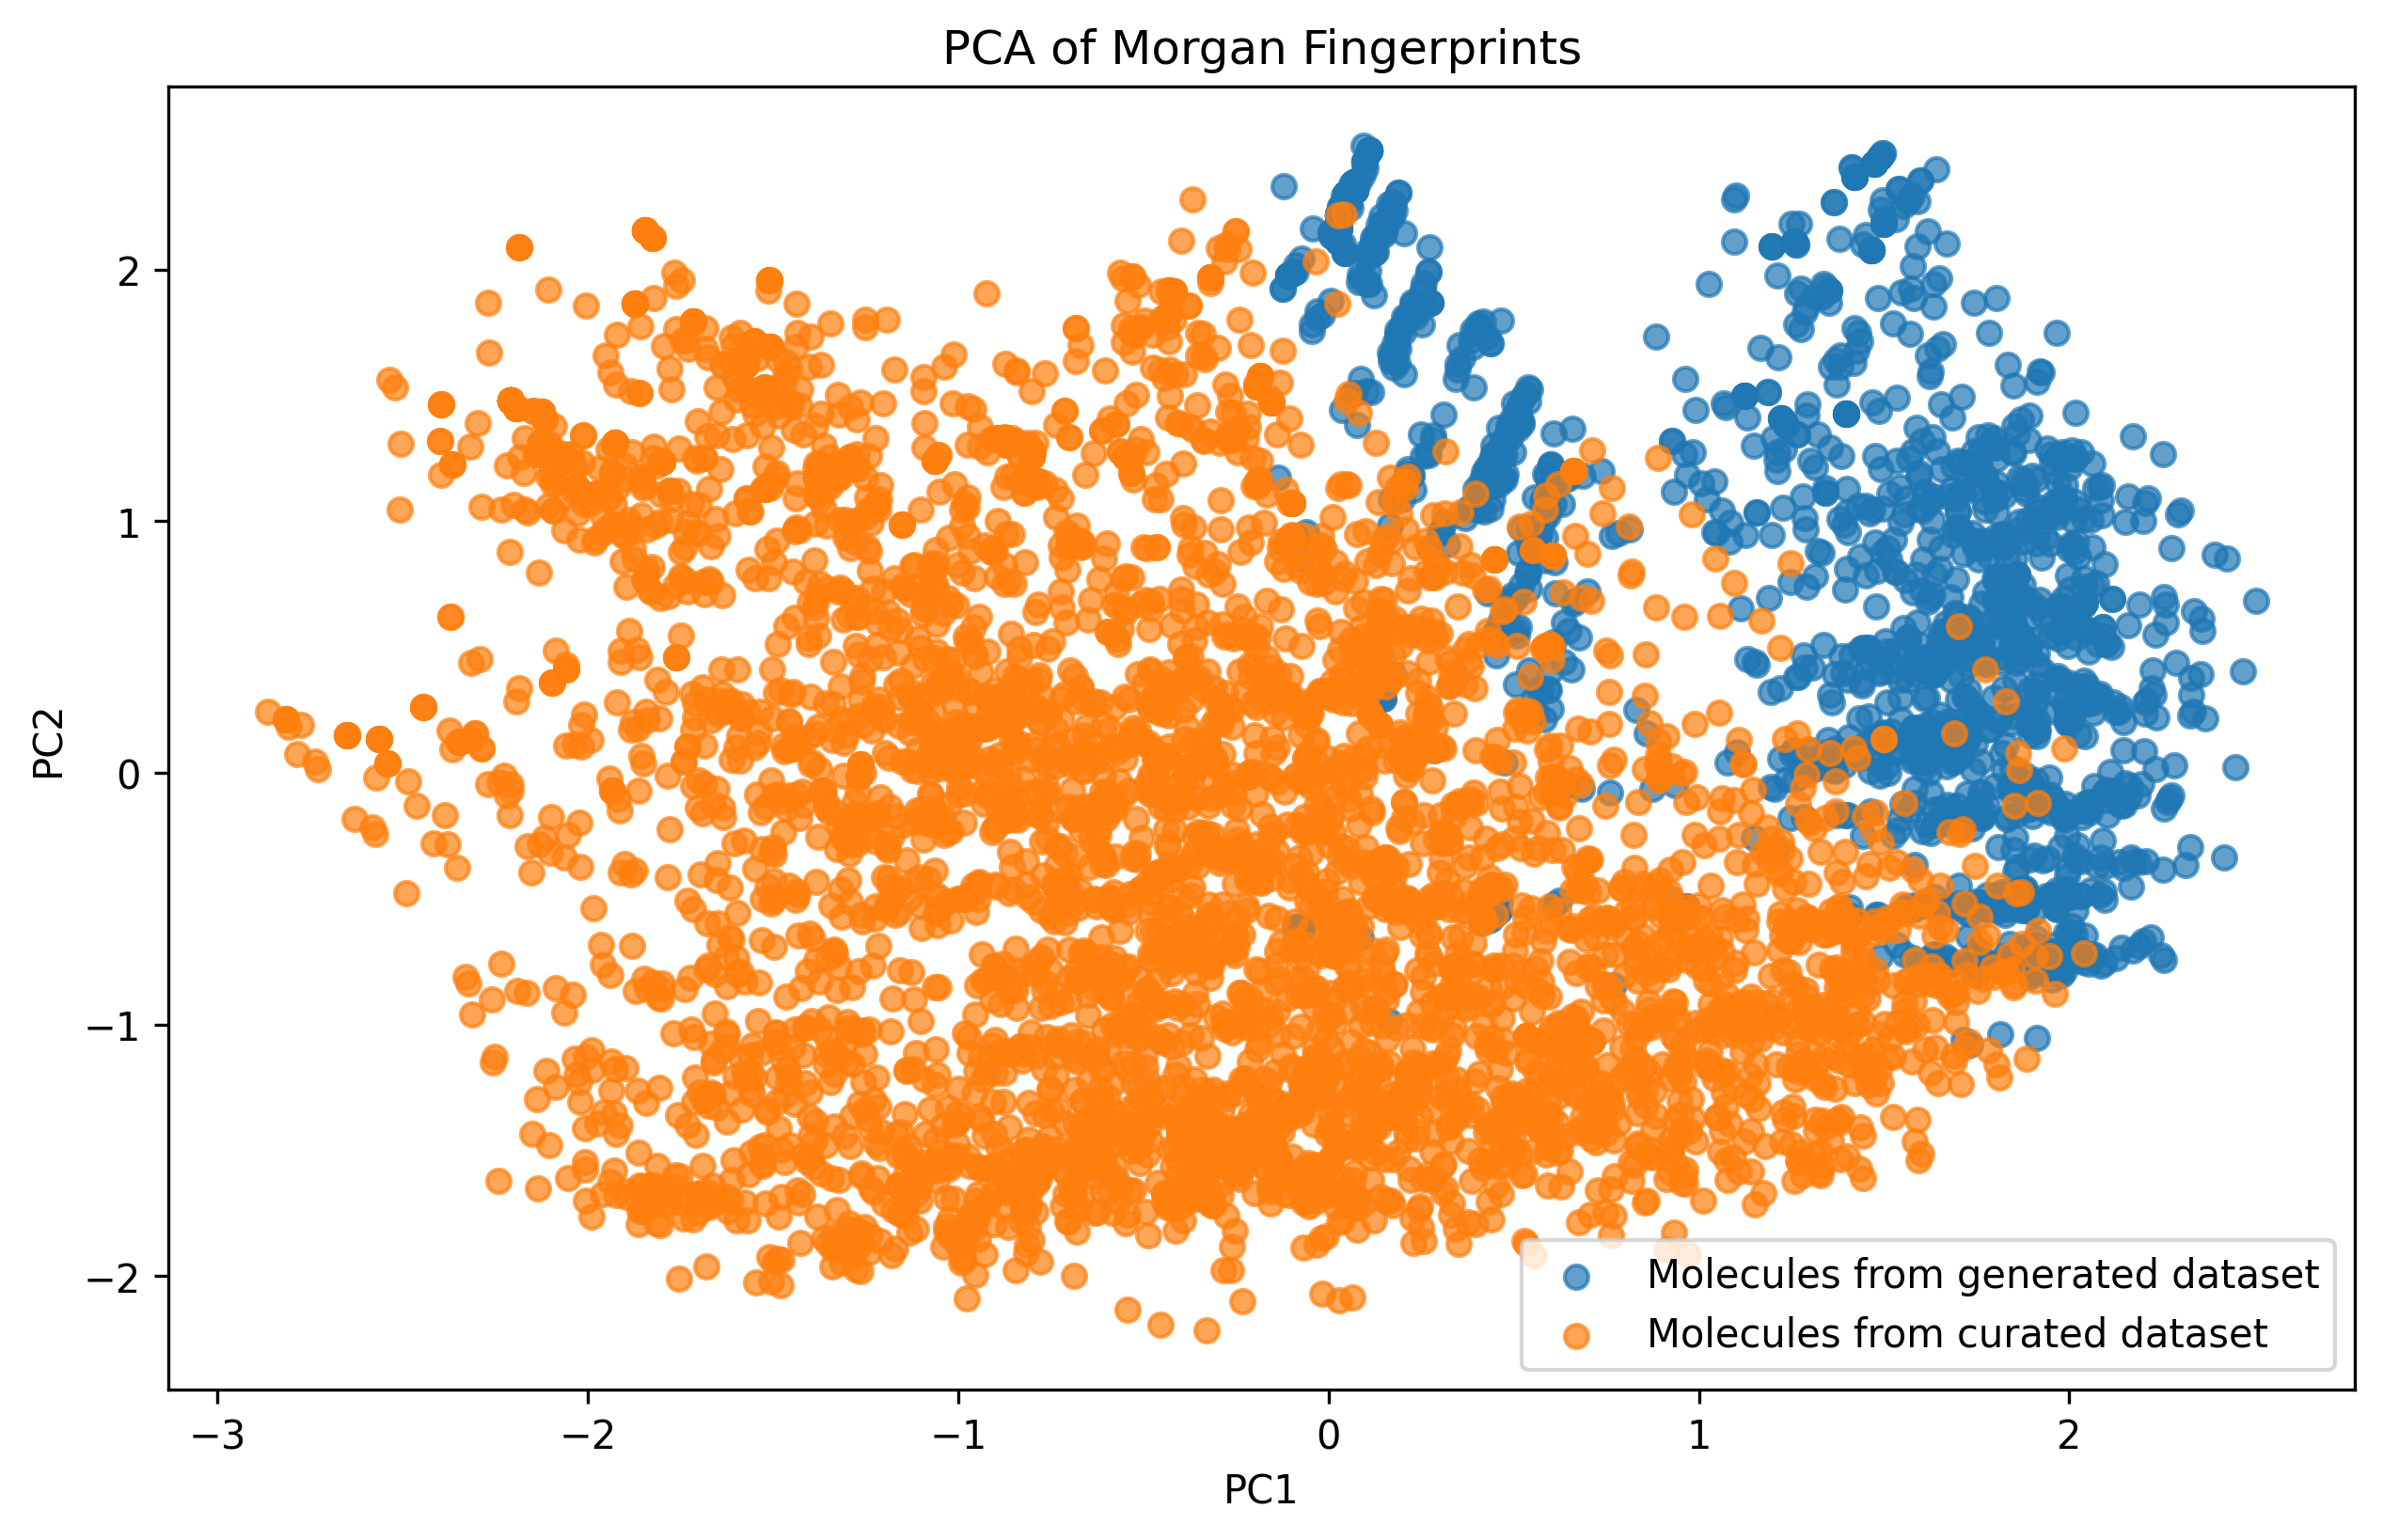 PCA of Morgan Fingerprints
PC2
2
1
0
−1
−2
Molecules from generated dataset
Molecules from curated dataset
−3
−2
−1
0
1
2
PC1